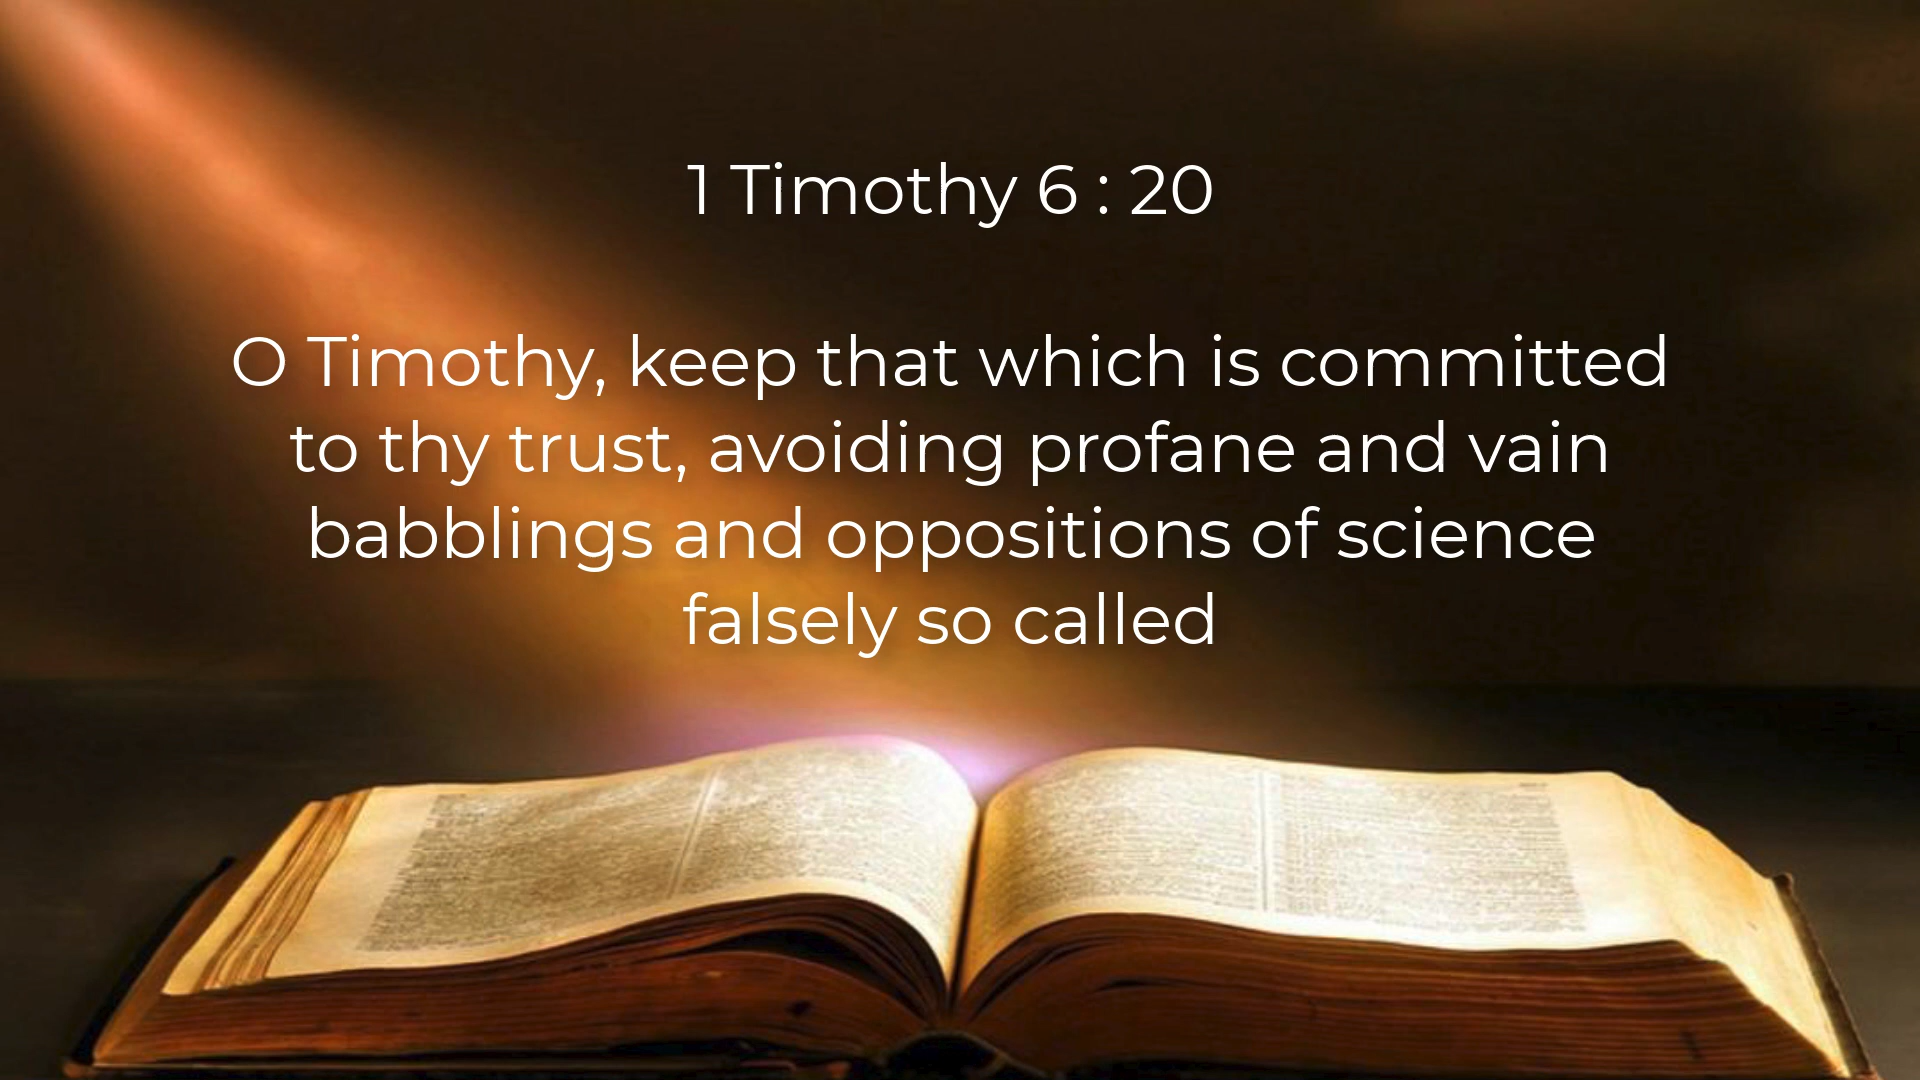 1 Timothy 6 : 20
O Timothy, keep that which is committed
to thy trust, avoiding profane and vain
babblings and oppositions of science
falsely so called